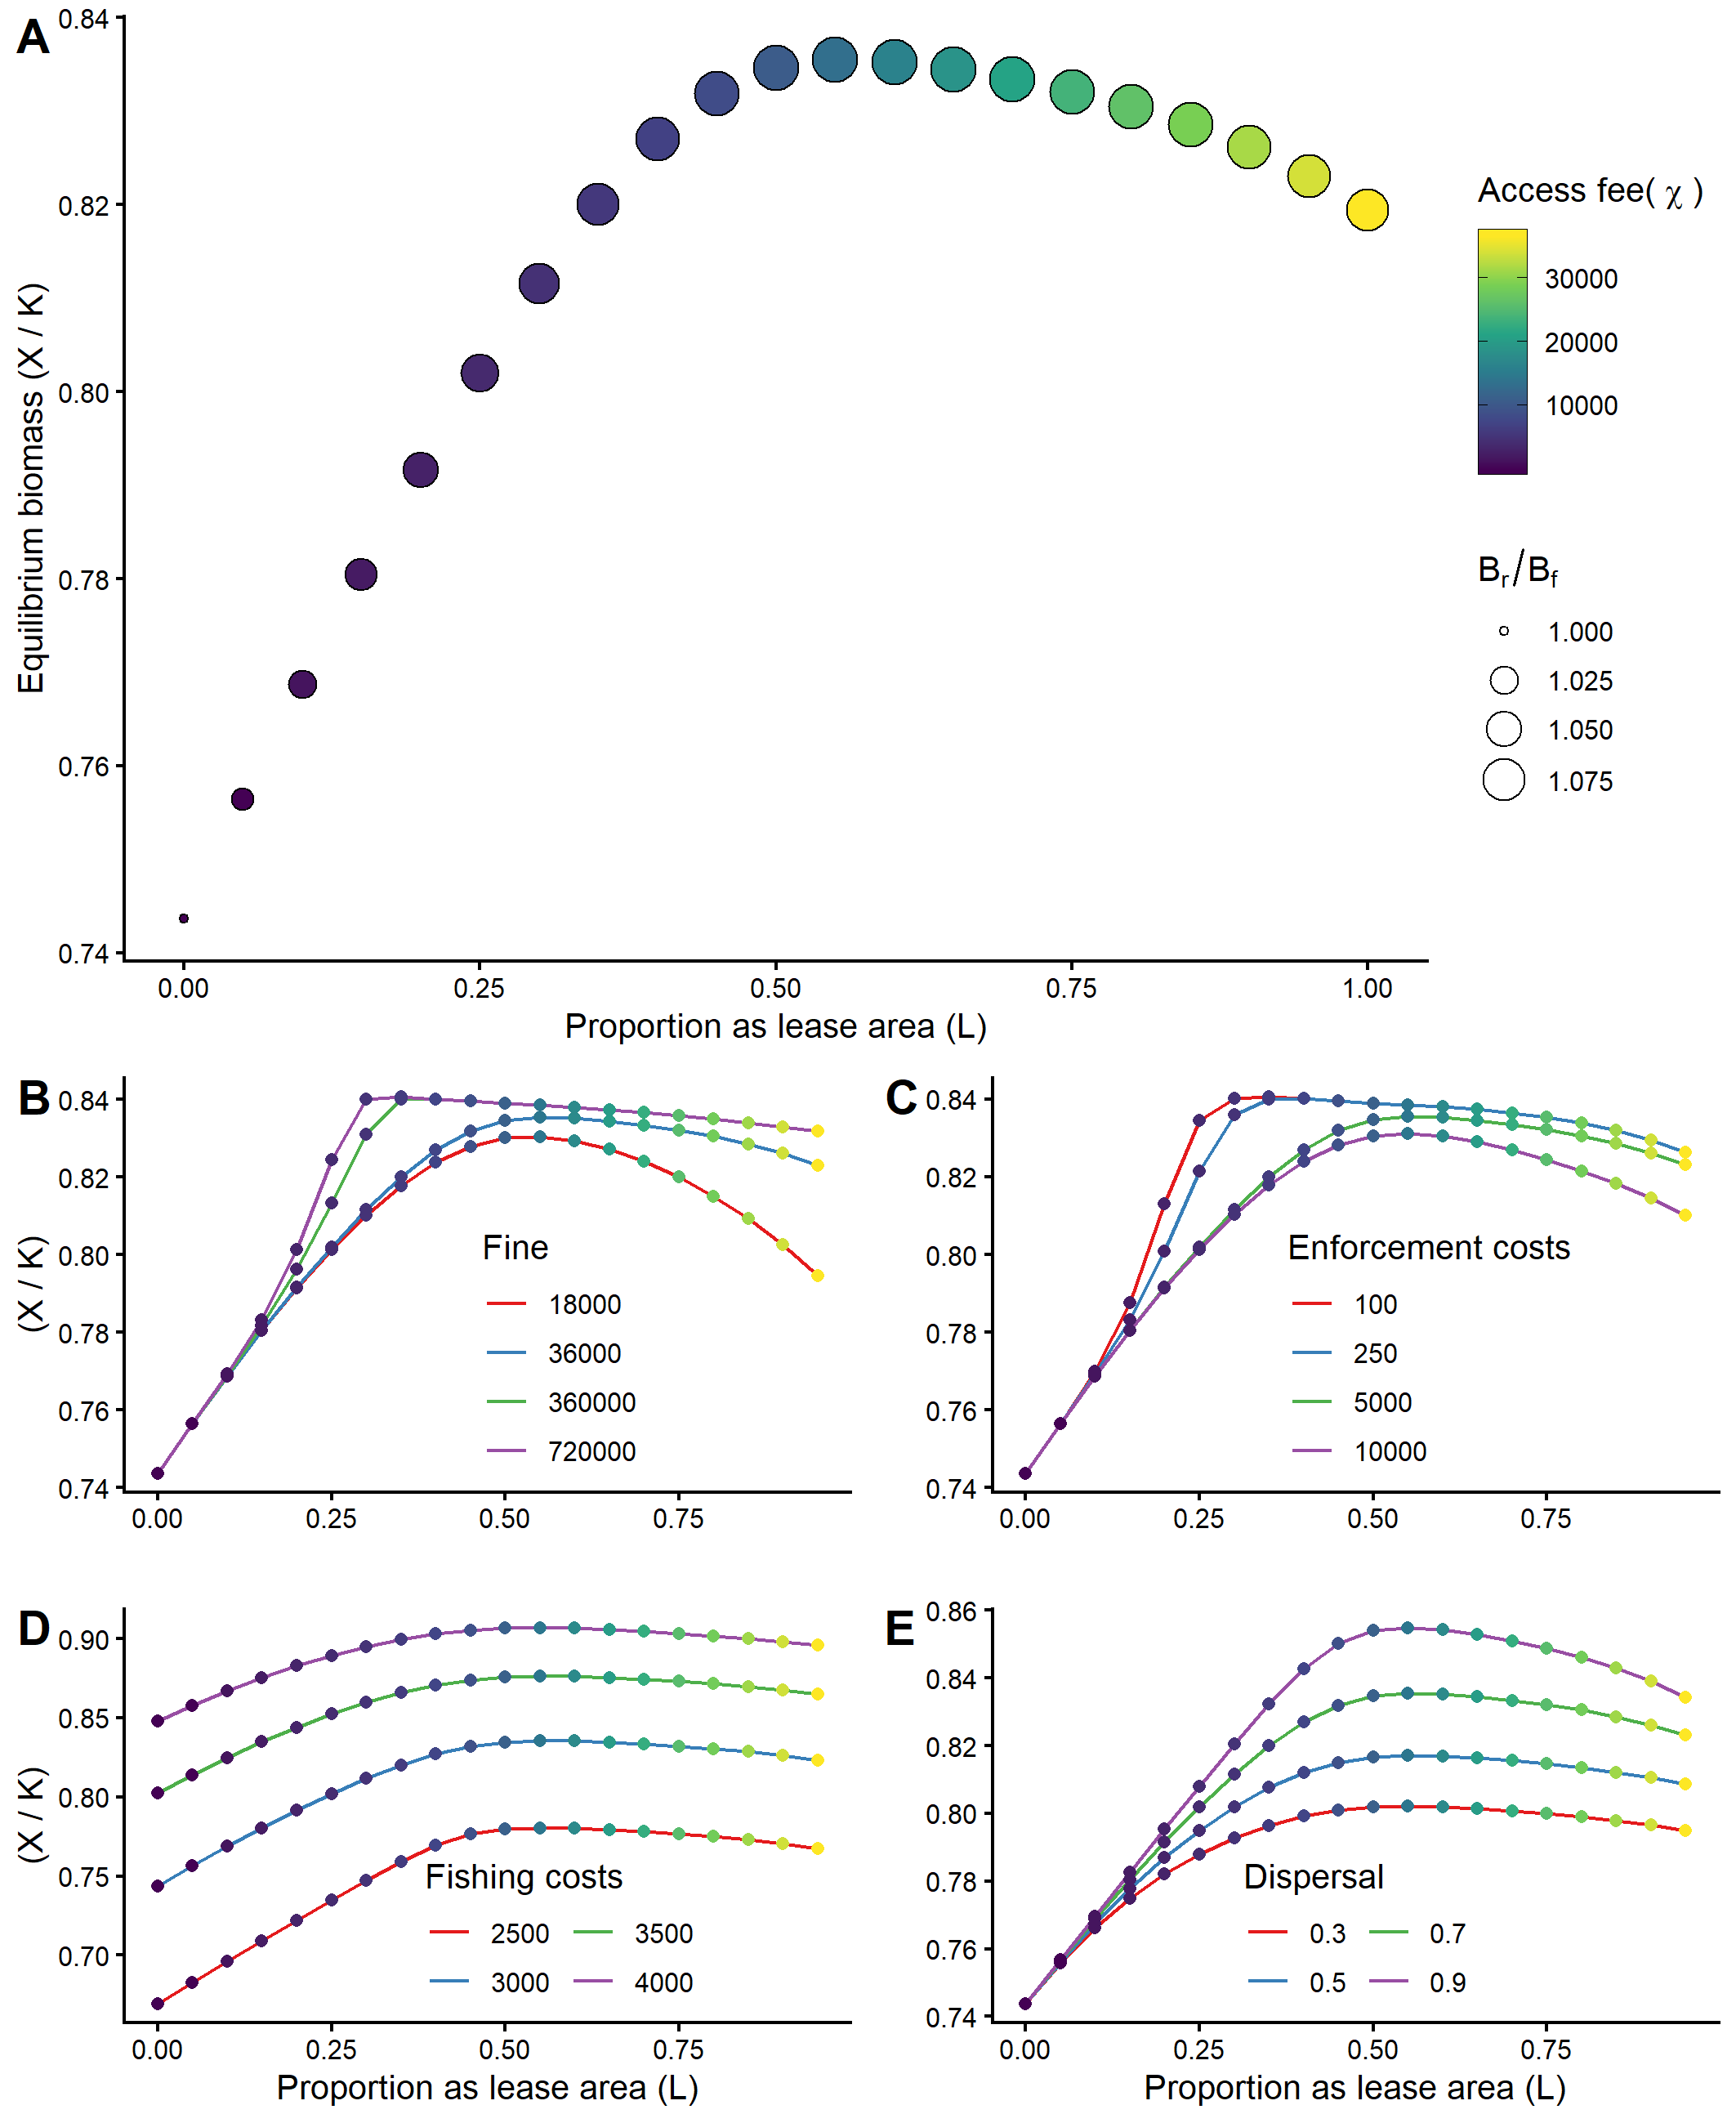 A
Equilibrium biomass (X / K)
0.84
0.82
0.80
0.78
0.76
0.74
0.00 0.25 0.50 0.75 1.00
Proportion as lease area (L)
Access fee( χ )
30000
20000
10000
Br/Bf
1.000
1.025
1.050
1.075
B
(X / K)
0.84
0.82
0.80
0.78
0.76
0.74
Fine
18000
36000
360000
720000
0.00 0.25 0.50 0.75
C
0.84
0.82
0.80
0.78
0.76
0.74
Enforcement costs
100
250
5000
10000
0.00 0.25 0.50 0.75
D
(X / K)
0.90
0.85
0.80
0.75
0.70
Fishing costs
2500 3500
3000 4000
0.00 0.25 0.50 0.75
Proportion as lease area (L)
E
0.86
0.84
0.82
0.80
0.78
0.76
0.74
Dispersal
0.3 0.7
0.5 0.9
0.00 0.25 0.50 0.75
Proportion as lease area (L)